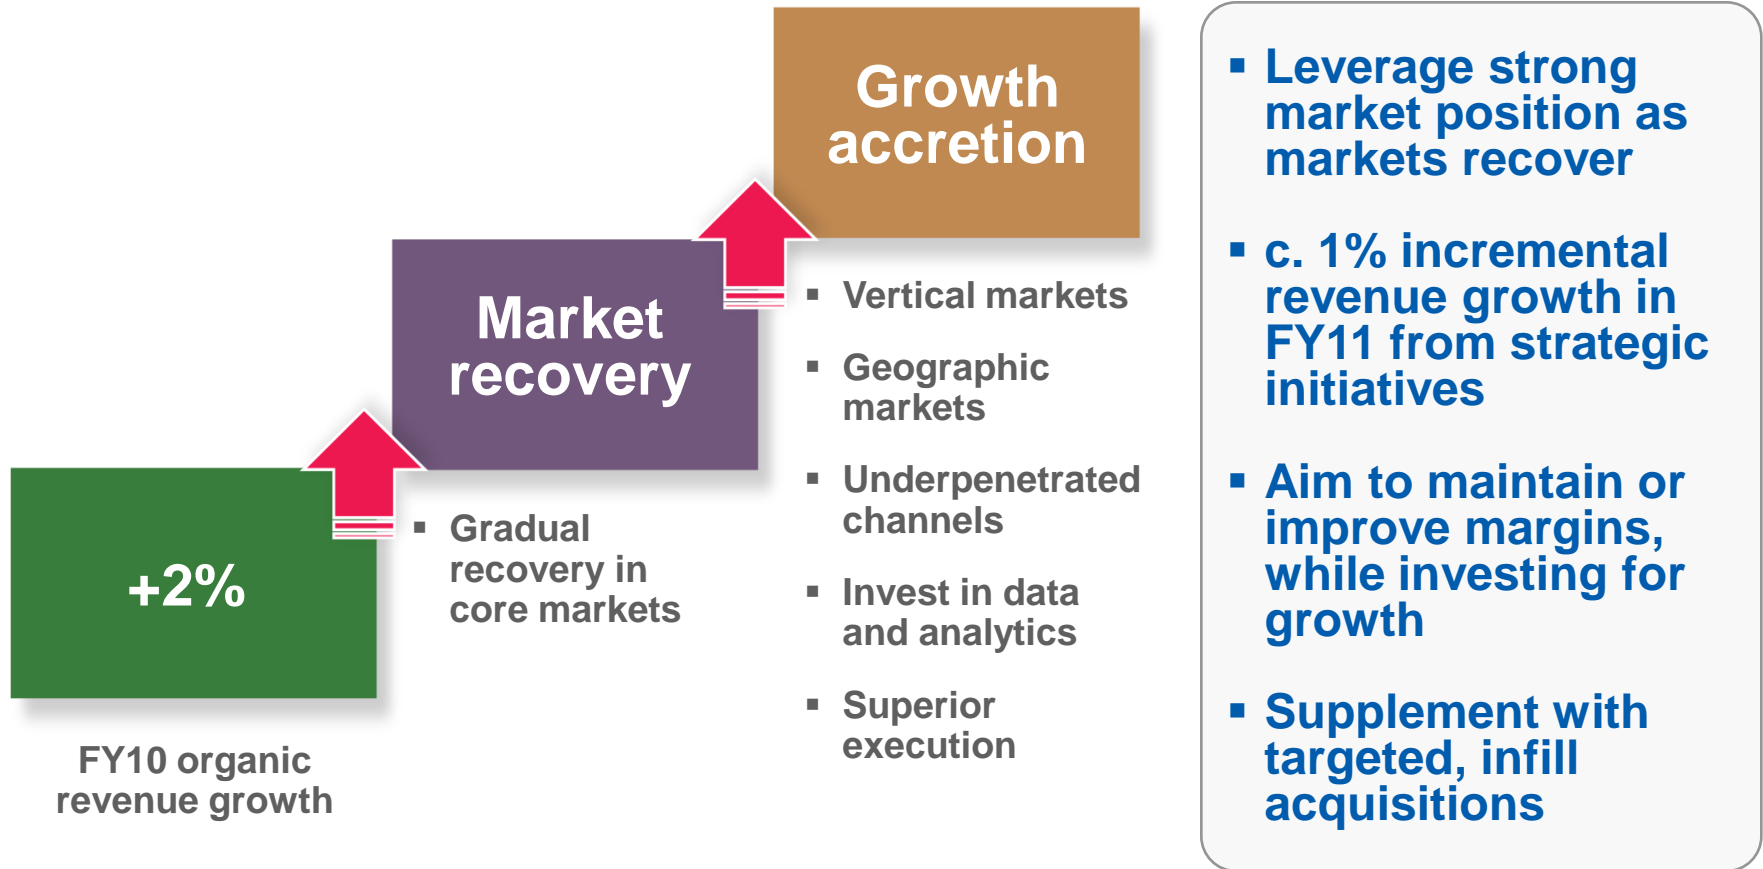 +2%
FY10 organic
revenue growth
Market
recovery
▪ Gradual
recovery in
core markets
Growth
accretion
▪ Vertical markets
▪ Geographic
markets
▪ Underpenetrated
channels
▪ Invest in data
and analytics
▪ Superior
execution
▪ Leverage strong
market position as
markets recover
▪ c. 1% incremental
revenue growth in
FY11 from strategic
initiatives
▪ Aim to maintain or
improve margins,
while investing for
growth
▪ Supplement with
targeted, infill
acquisitions